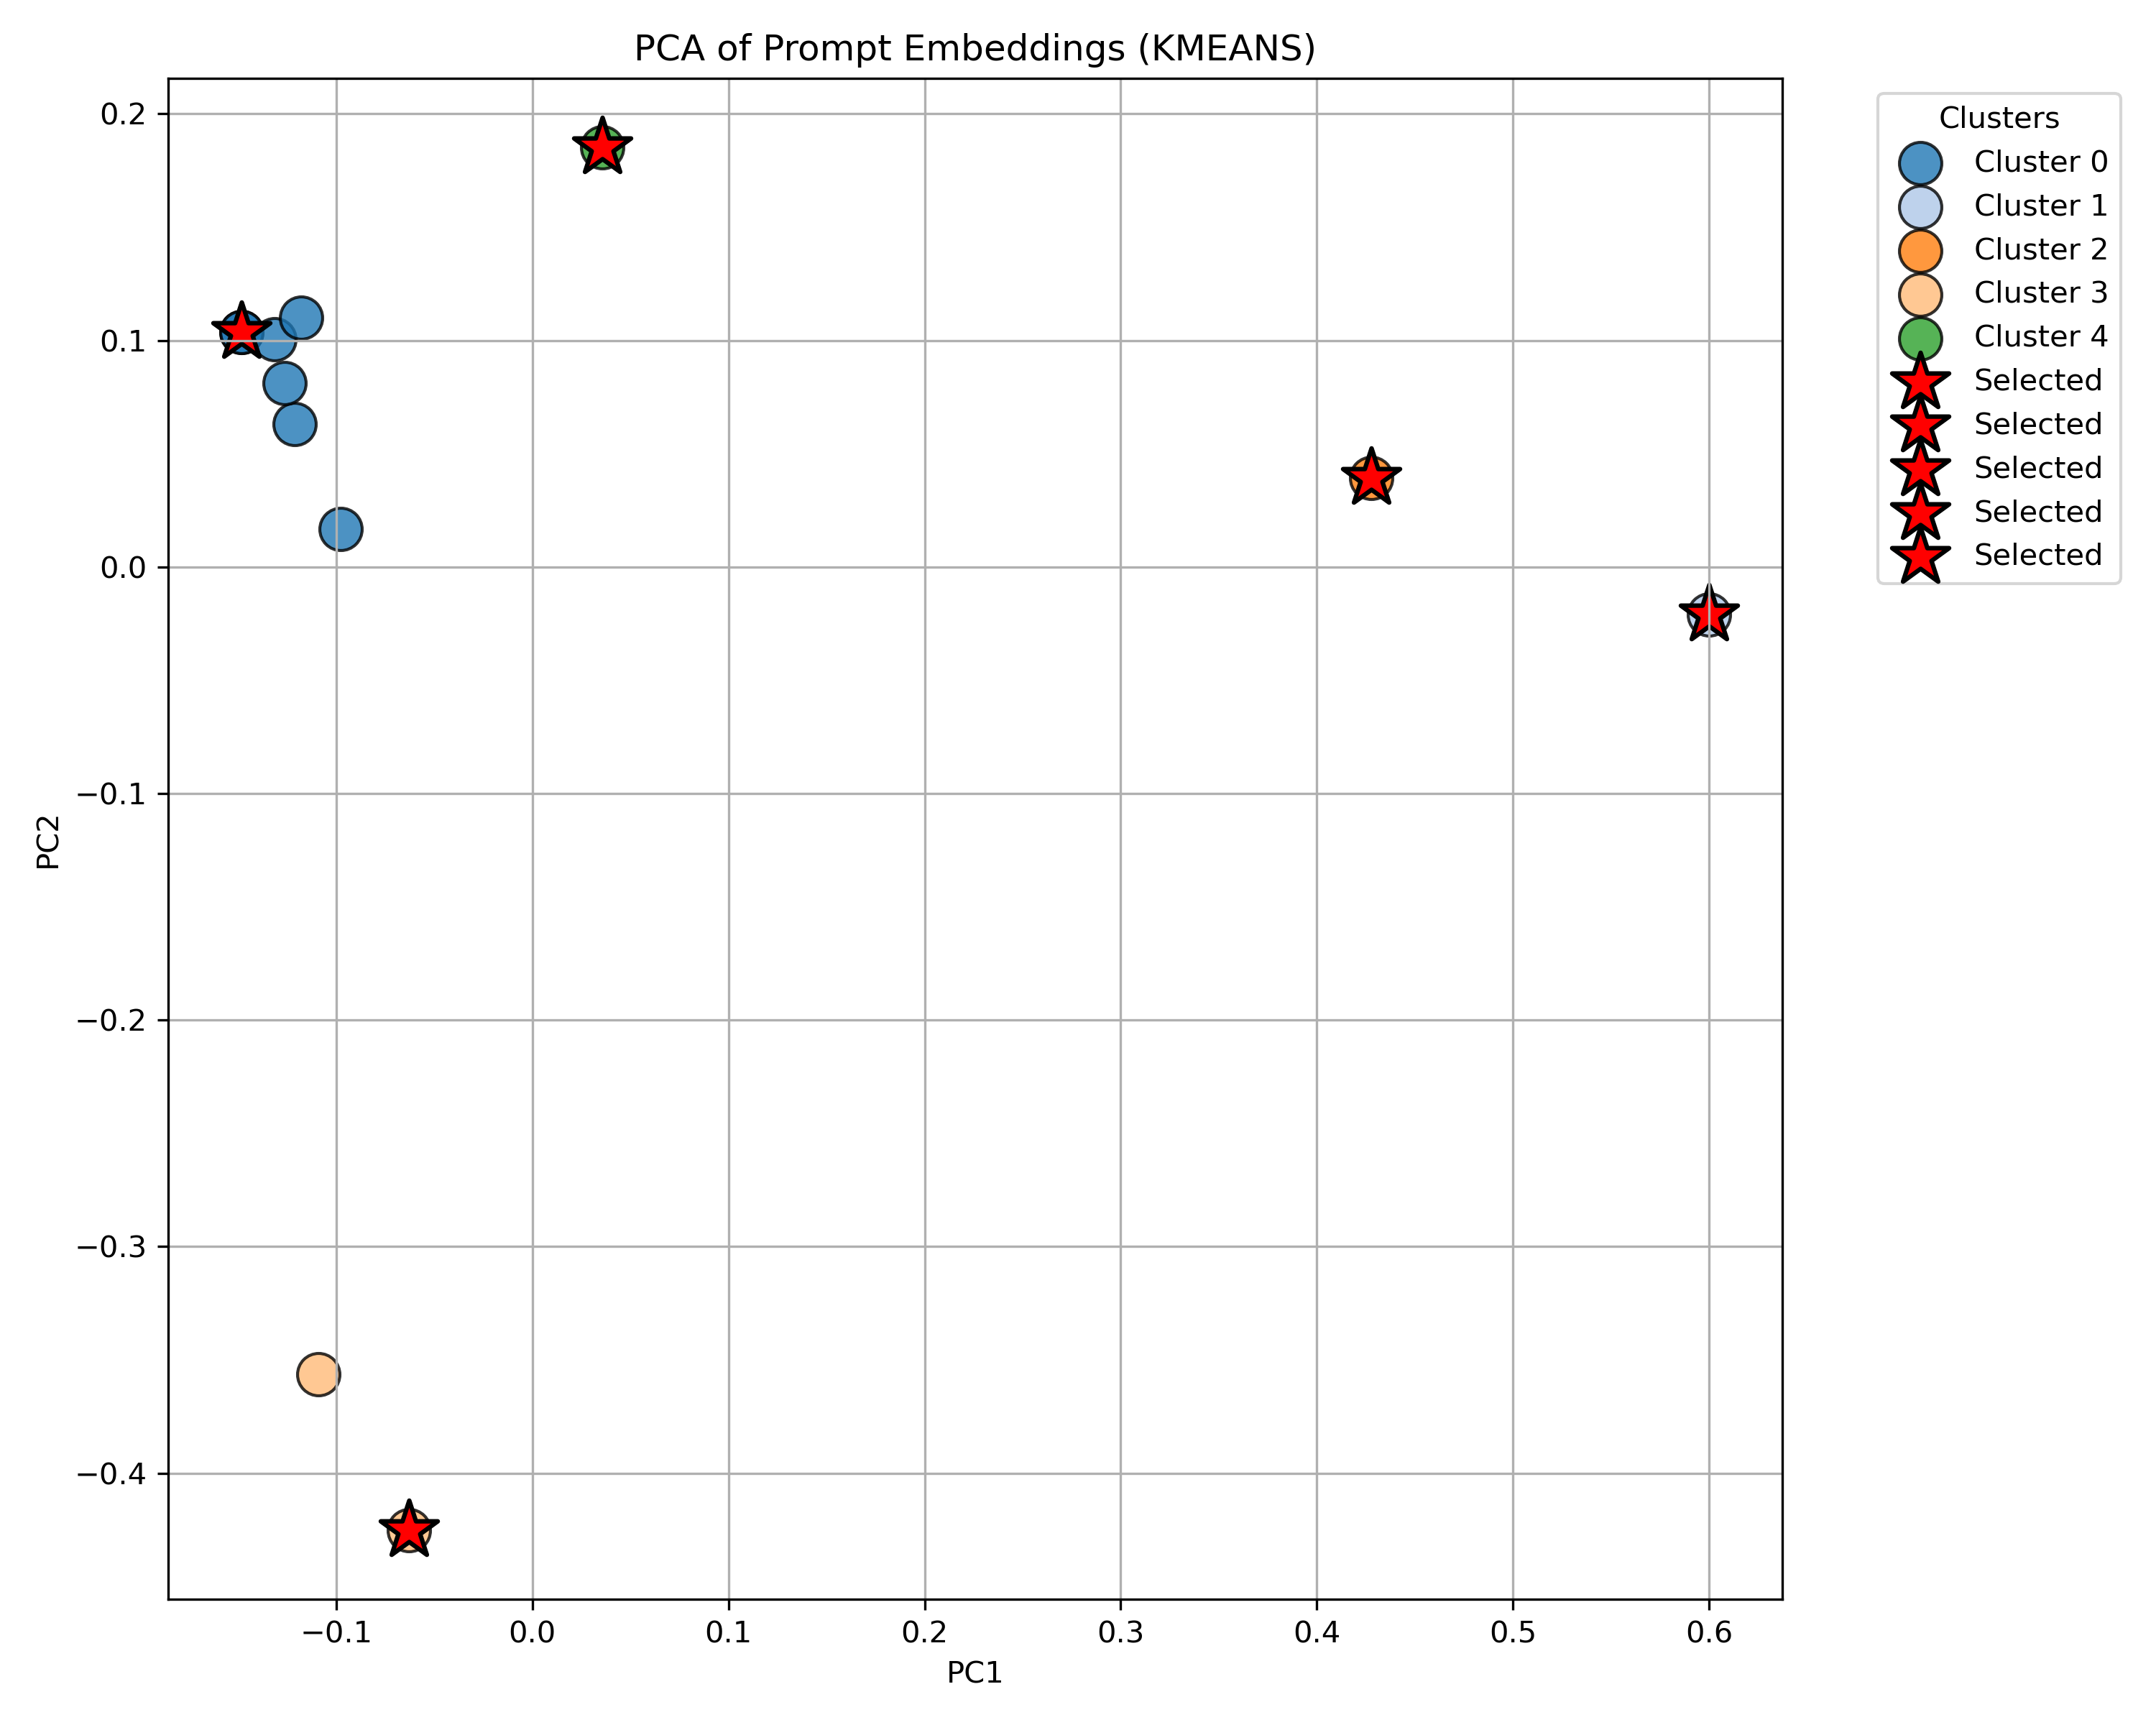 PCA of Prompt Embeddings (KMEANS)
Clusters
Cluster 0
Cluster 1
Cluster 2
Cluster 3
Cluster 4
Selected
Selected
Selected
Selected
Selected
PC2
0.2
0.1
0.0
−0.1
−0.2
−0.3
−0.4
−0.1 0.0 0.1 0.2 0.3 0.4 0.5 0.6
PC1